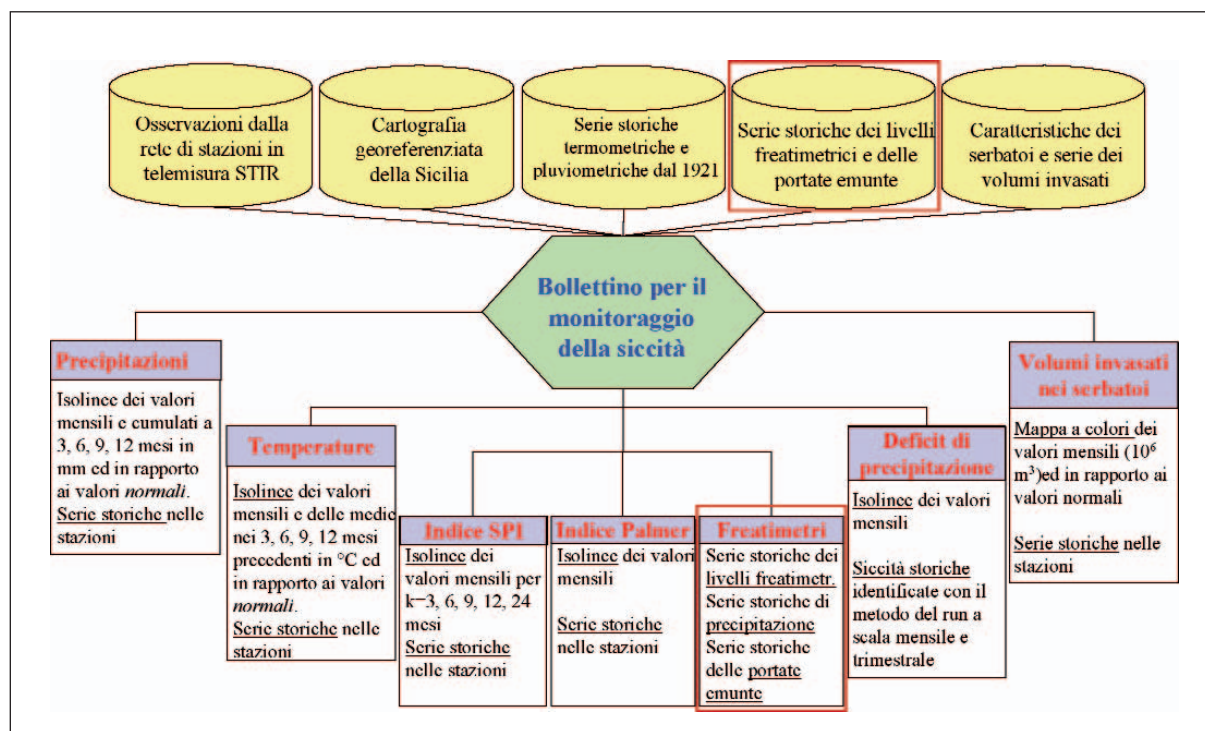 Osservazioni dalla
rete di stazioni in
telemisura STIR
Cartografia
georeferenziata
della Sicilia
Serie storiche
termometriche e
pluviometriche dal 1921
Serie storiche dei livelli
freatimetrici e delle
portate emunte
Caratteristiche dei
serbatoi e serie dei
volumi invasati
Bollettino per il
monitoraggio
della siccità
Precipitazioni
Isolinee dei valori
mensili e cumulati a
3, 6, 9, 12 mesi in
mm ed in rapporto
ai valori normali.
Serie storiche nelle
stazioni
Temperature
Isolinee dei valori
mensili e delle medie
nei 3, 6, 9, 12 mesi
precedenti in °C ed
in rapporto ai valori
normali.
Serie storiche nelle
stazioni
Indice SPI
Isolinee dei
valori mensili per
k=3, 6, 9, 12, 24
mesi
Serie storiche
nelle stazioni
Indice Palmer
Isolinee dei valori
mensili
Serie storiche
nelle stazioni
Freatimetri
Serie storiche dei
livelli freatimetr.
Serie storiche di
precipitazione
Serie storiche
delle portate
emunte
Deficit di
precipitazione
Isolinee dei valori
mensili
Siccità storiche
identificate con il
metodo del run a
scala mensile e
trimestrale
Volumi invasati
nei serbatoi
Mappa a colori dei
valori mensili (10⁶
m³)ed in rapporto ai
valori normali
Serie storiche nelle
stazioni